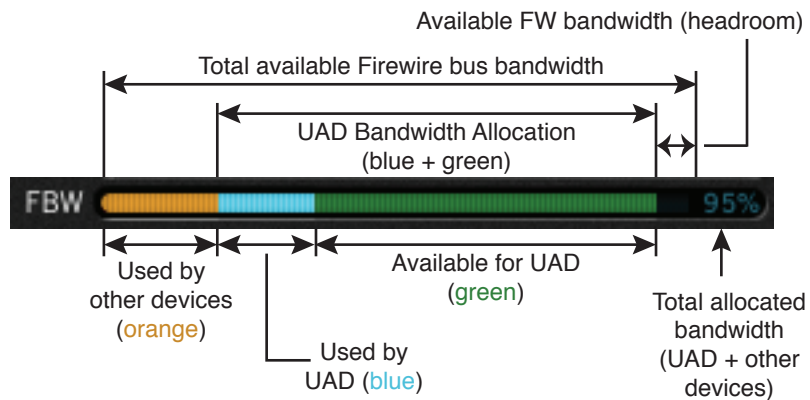 Available FW bandwidth (headroom)
Total available Firewire bus bandwidth
UAD Bandwidth Allocation
(blue + green)
FBW
95%
Used by
other devices
(orange)
Used by
UAD (blue)
Available for UAD
(green)
Total allocated
bandwidth
(UAD + other
devices)